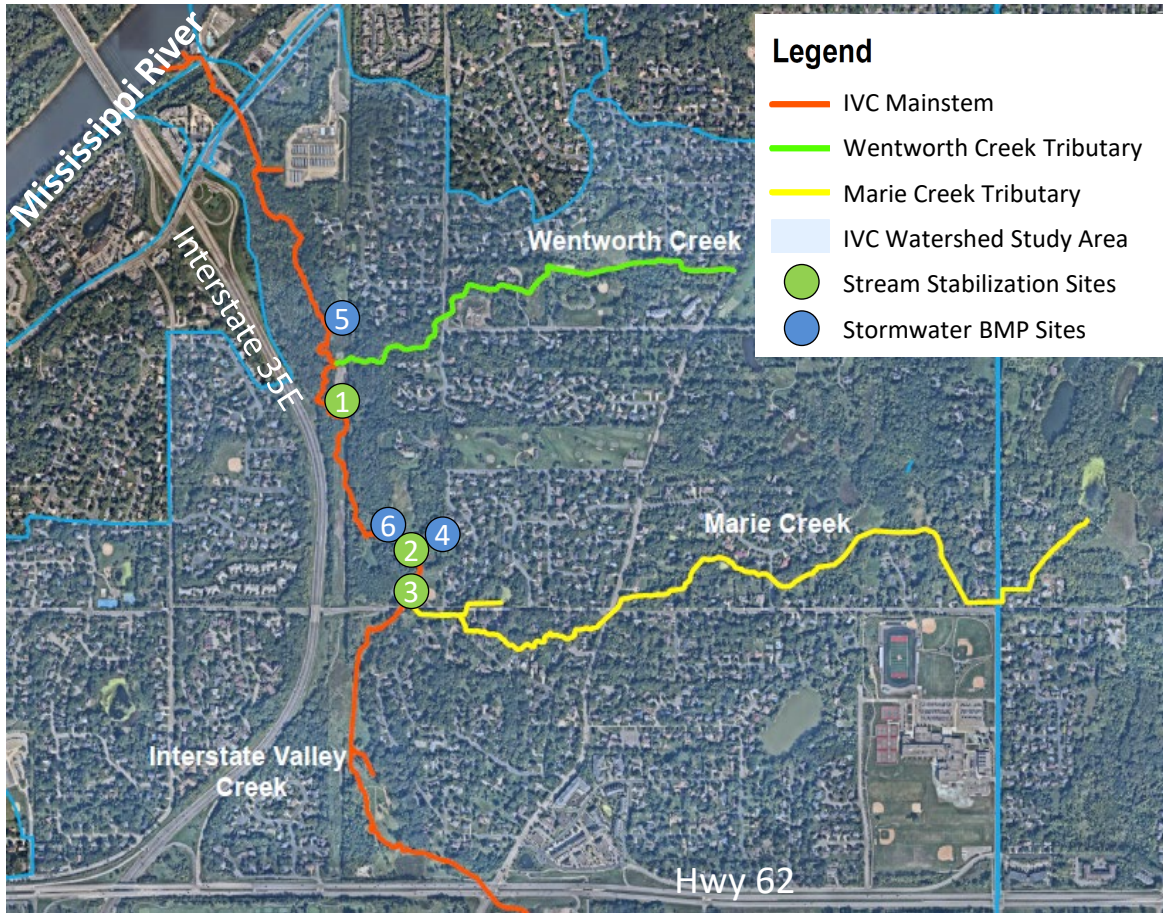 Legend
IVC Mainstem
Wentworth Creek Tributary
Marie Creek Tributary
IVC Watershed Study Area
Stream Stabilization Sites
Stormwater BMP Sites
Mississippi River
Interstate 35E
Wentworth Creek
5
1
6
4
2
3
Marie Creek
Interstate Valley
Creek
Hwy 62